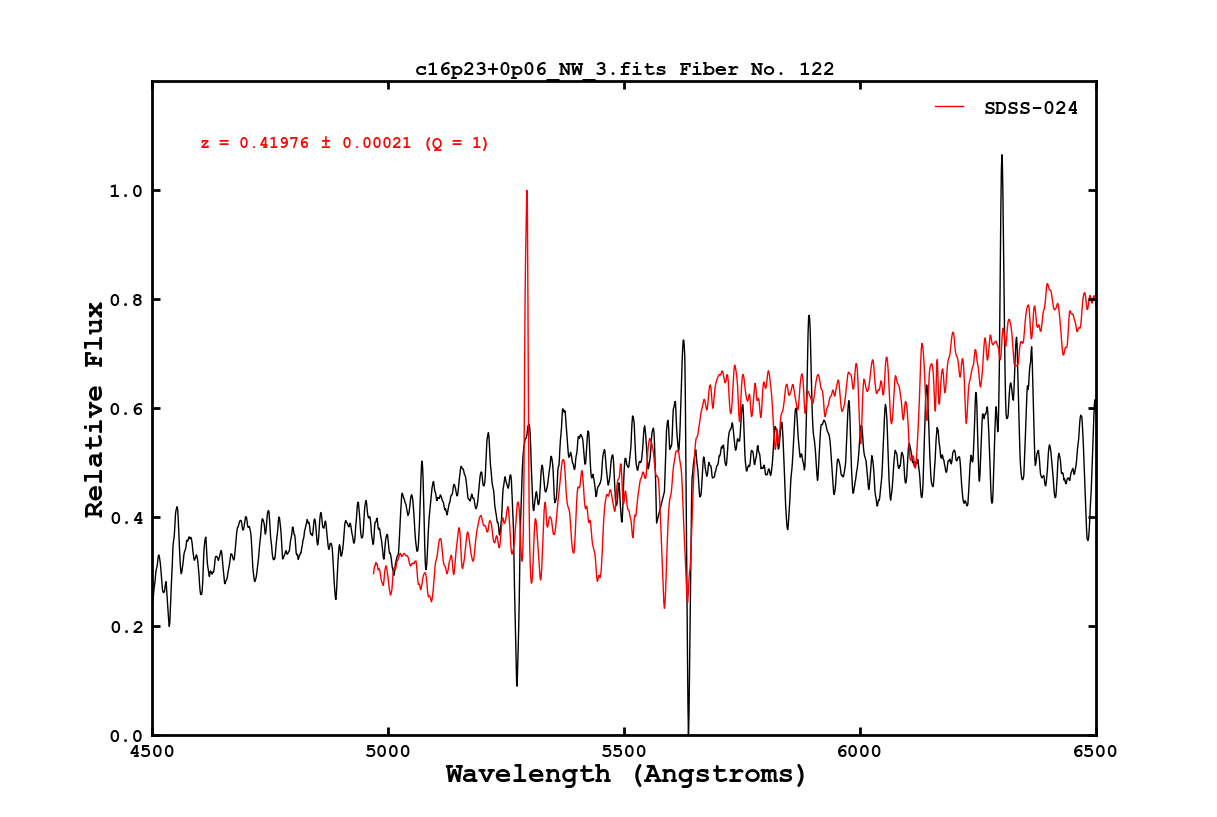 c16p23+0p06_NW_3.fits Fiber No. 122
SDSS-024
z = 0.41976 ± 0.00021 (Q = 1)
Relative Flux
1.0
0.8
0.6
0.4
0.2
0.0
4500 5000 5500 6000 6500
Wavelength (Angstroms)